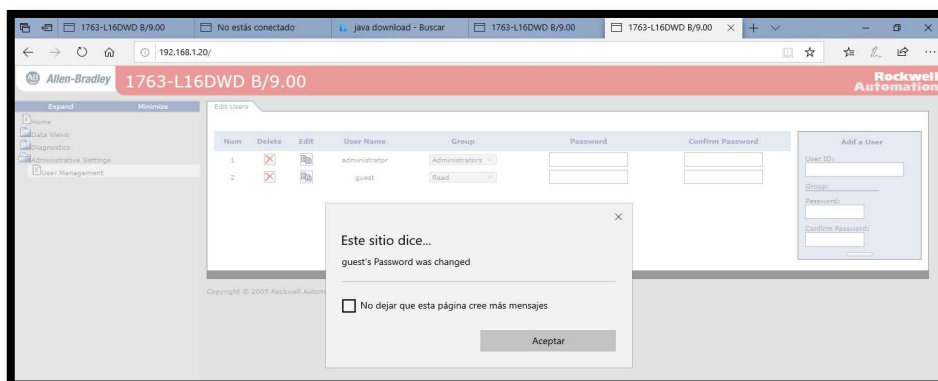 1763-L16DWD B/9.00
No estás conectado
java download - Buscar
1763-L16DWD B/9.00
1763-L16DWD B/9.00
192.168.1.20/
AB Allen-Bradley
1763-L16DWD B/9.00
Rockwell
Automation
Expand Minimize
Home
Data Views
Diagnostics
Administrative Settings
User Management
Edit Users
Num Delete Edit User Name Group Password Confirm Password
1 administrator Administrators
2 guest Read
Add a User
User ID:
Group:
Password:
Confirm Password:
Este sitio dice...
guest's Password was changed
No dejar que esta página cree más mensajes
Aceptar
Copyright © 2005 Rockwell Autom